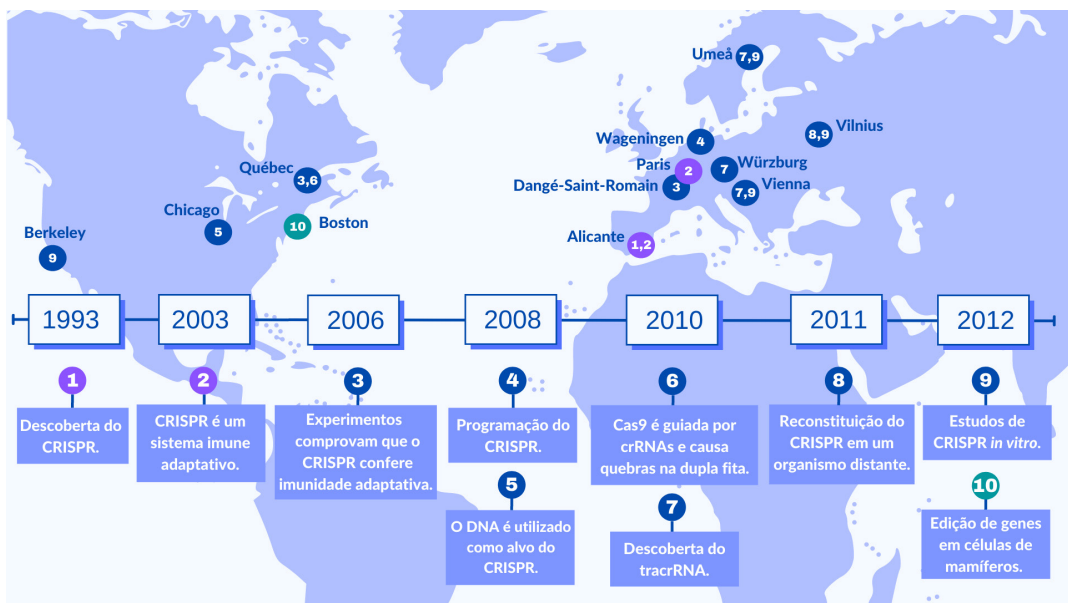 Umeå 7,9
Vilnius 8,9
Wageningen 4
Paris 2
Würzburg 7
Québec 3,6
Dangé-Saint-Romain 3
Vienna 7,9
Chicago 5
10 Boston
Berkeley 9
Alicante 1,2
1993
2003
2006
2008
2010
2011
2012
1
Descoberta do
CRISPR.
2
CRISPR é um
sistema imune
adaptativo.
3
Experimentos
comprovam que o
CRISPR confere
imunidade adaptativa.
4
Programação do
CRISPR.
5
O DNA é utilizado
como alvo do
CRISPR.
6
Cas9 é guiada por
crRNAs e causa
quebras na dupla fita.
7
Descoberta do
tracrRNA.
8
Reconstituição do
CRISPR em um
organismo distante.
9
Estudos de
CRISPR in vitro.
10
Edição de genes
em células de
mamíferos.